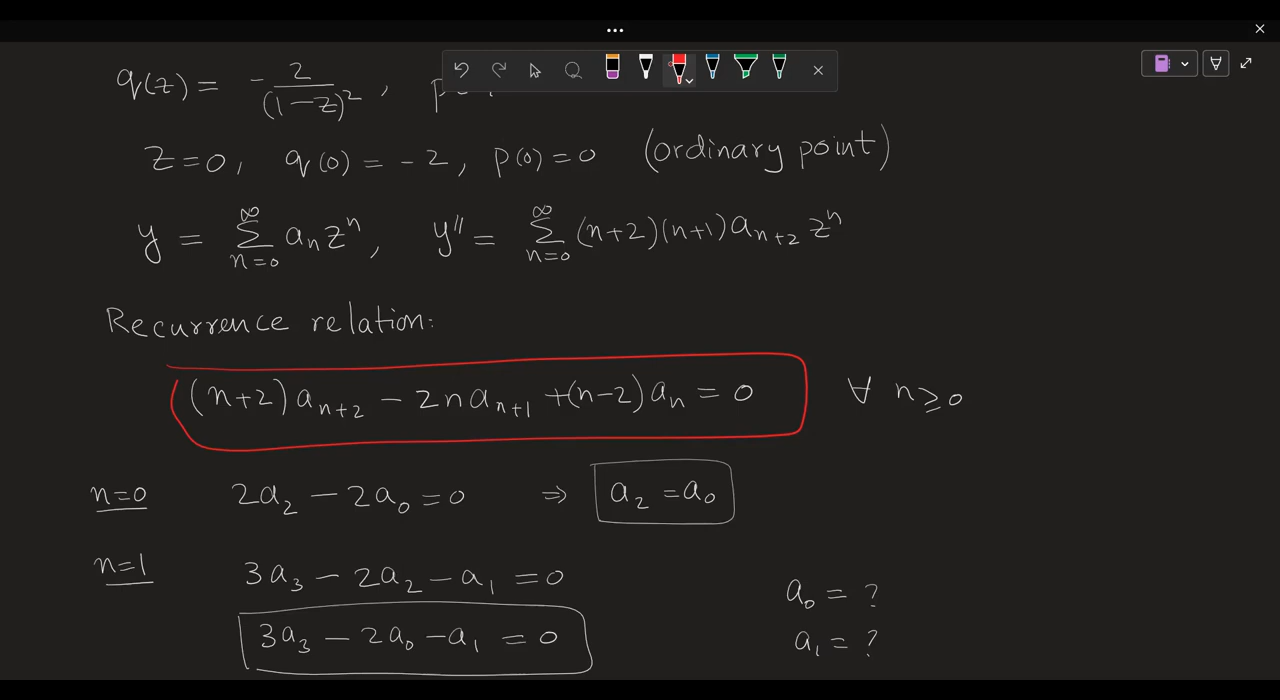 q(z) = - 2/(1-z)^2 ,
z=0, q(0) = -2, p(0) = 0 (ordinary point)
y = ∑_{n=0}^{∞} a_n z^n, y'' = ∑_{n=0}^{∞} (n+2)(n+1) a_{n+2} z^n
Recurrence relation:
(n+2) a_{n+2} - 2n a_{n+1} + (n-2) a_n = 0 ∀ n ≥ 0
n=0 2a_2 - 2a_0 = 0 ⇒ a_2 = a_0
n=1 3a_3 - 2a_2 - a_1 = 0
a_0 = ?
3a_3 - 2a_0 - a_1 = 0
a_1 = ?